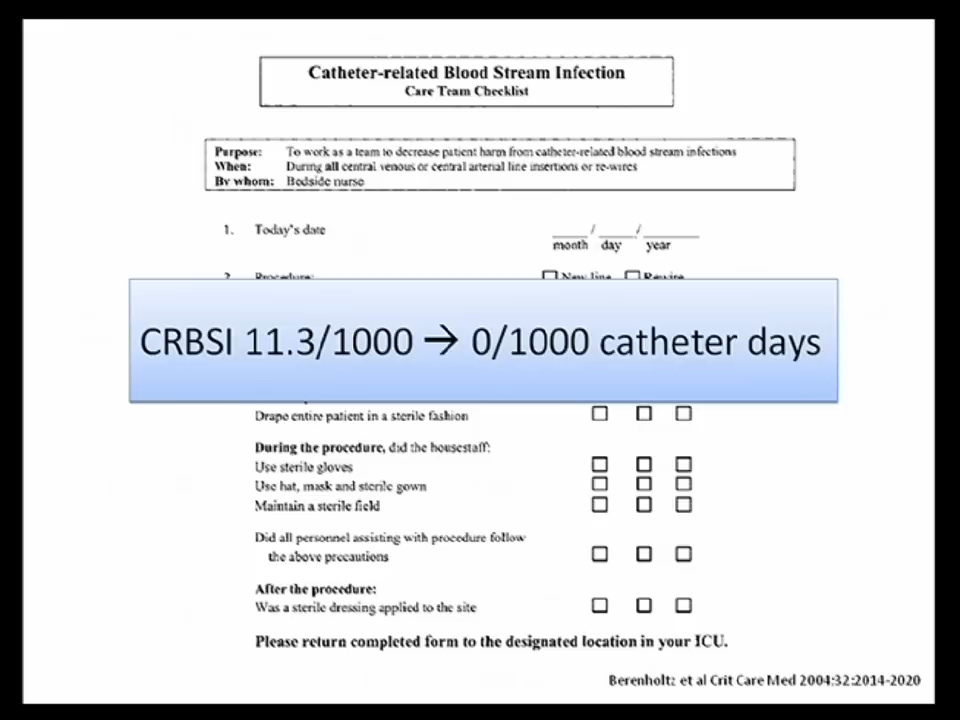 Catheter-related Blood Stream Infection
Care Team Checklist
Purpose: To work as a team to decrease patient harm from catheter-related blood stream infections
When: During all central venous or central arterial line insertions or re-wires
By whom: Bedside nurse
1. Today's date ____ / ____ / ______
month day year
2. Procedure: New line Rewire
CRBSI 11.3/1000 → 0/1000 catheter days
Drape entire patient in a sterile fashion
During the procedure, did the housestaff:
Use sterile gloves
Use hat, mask and sterile gown
Maintain a sterile field
Did all personnel assisting with procedure follow
the above precautions
After the procedure:
Was a sterile dressing applied to the site
Please return completed form to the designated location in your ICU.
Berenholtz et al Crit Care Med 2004:32:2014-2020